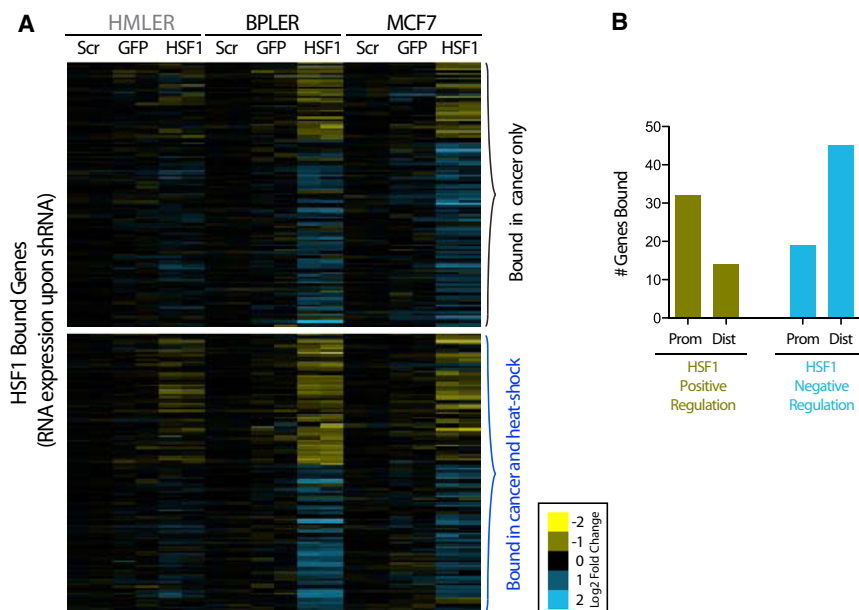 A
HMLER BPLER MCF7
Scr GFP HSF1 Scr GFP HSF1 Scr GFP HSF1
HSF1 Bound Genes
(RNA expression upon shRNA)
Bound in cancer only
Bound in cancer and heat-shock
-2
-1
0
1
2
Log2 Fold Change
B
# Genes Bound
50
40
30
20
10
0
Prom Dist Prom Dist
HSF1
Positive
Regulation
HSF1
Negative
Regulation